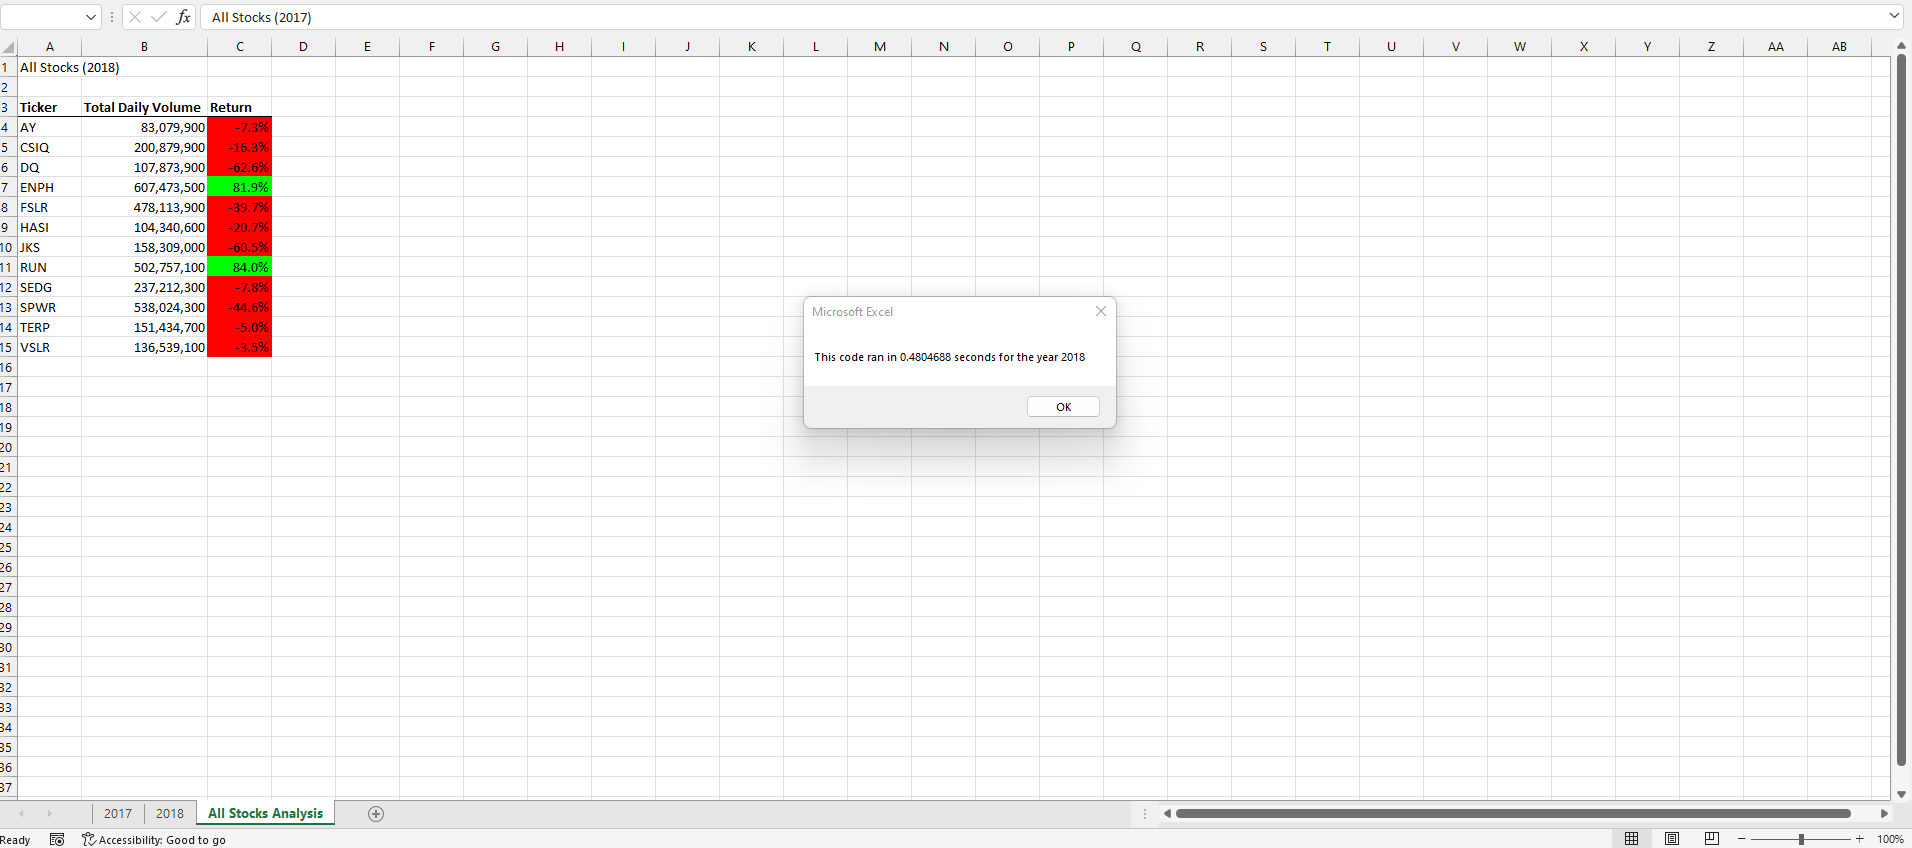 fx All Stocks (2017)
A B C D E F G H I J K L M N O P Q R S T U V W X Y Z AA AB
1 All Stocks (2018)
2
3 Ticker Total Daily Volume Return
4 AY 83,079,900 -7.3%
5 CSIQ 200,879,900 -16.3%
6 DQ 107,873,900 -62.6%
7 ENPH 607,473,500 81.9%
8 FSLR 478,113,900 -39.7%
9 HASI 104,340,600 -20.7%
10 JKS 158,309,000 -60.5%
11 RUN 502,757,100 84.0%
12 SEDG 237,212,300 -7.8%
13 SPWR 538,024,300 -44.6%
14 TERP 151,434,700 -5.0%
15 VSLR 136,539,100 -3.5%
16
17
18
19
20
21
22
23
24
25
26
27
28
29
30
31
32
33
34
35
36
37
Microsoft Excel
This code ran in 0.4804688 seconds for the year 2018
OK
2017 2018 All Stocks Analysis
Ready Accessibility: Good to go 100%